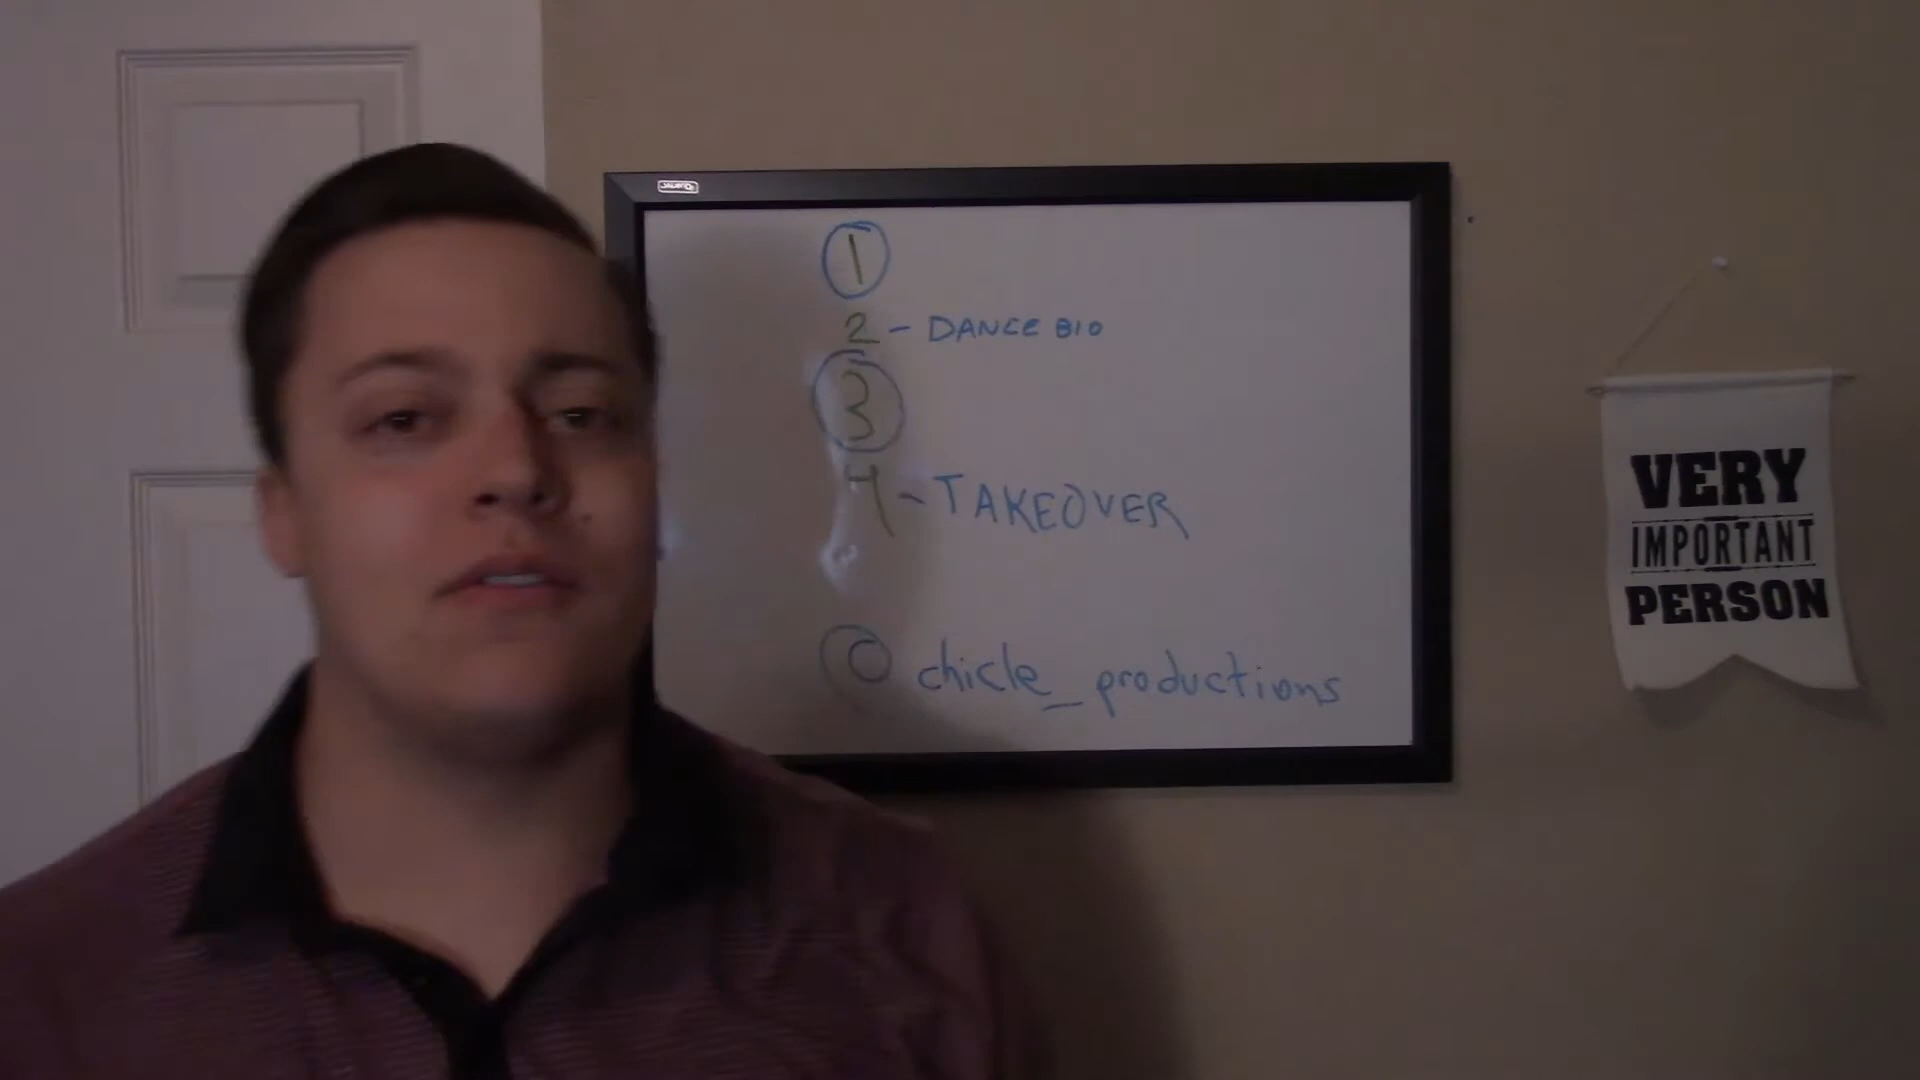 1
2 - DANCE BIO
3
4 - TAKEOVER
chicle_productions
VERY
IMPORTANT
PERSON